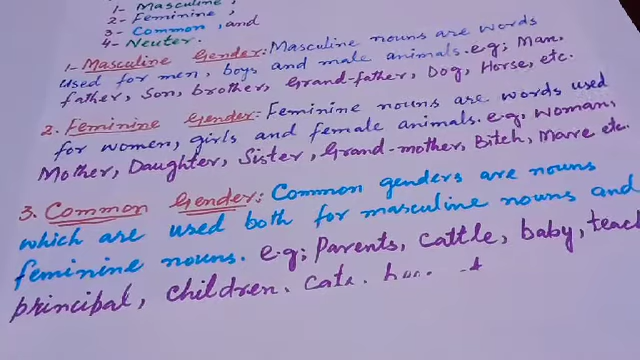 1- Masculine,
2- Feminine,
3- Common, and
4- Neuter.
1- Masculine Gender: Masculine nouns are words
used for men, boys and male animals. e.g; Man,
father, Son, brother, Grand-father, Dog, Horse, etc.
2. Feminine Gender: Feminine nouns are words used
for women, girls and female animals. e.g, Woman,
Mother, Daughter, Sister, Grand-mother, Bitch, Mare etc.
3. Common Gender: Common genders are nouns
which are used both for masculine nouns and
feminine nouns. e.g; Parents, cattle, baby, teach
principal, children, cats,